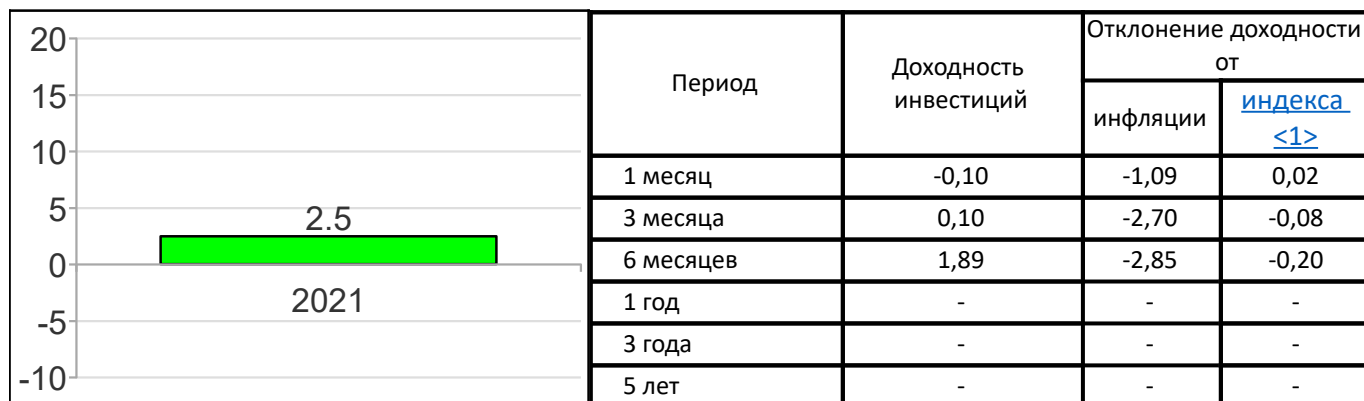 20
15
10
5
0
-5
-10
2.5
2021
Период
Доходность
инвестиций
Отклонение доходности
от
инфляции
индекса
<1>
1 месяц -0,10 -1,09 0,02
3 месяца 0,10 -2,70 -0,08
6 месяцев 1,89 -2,85 -0,20
1 год - - -
3 года - - -
5 лет - - -